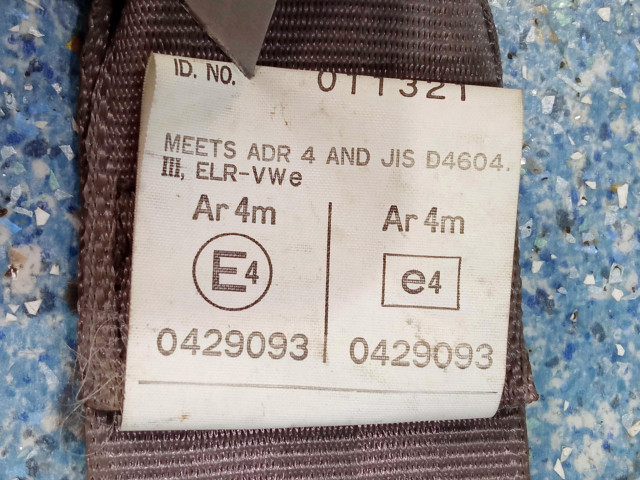 ID. NO. 011321
MEETS ADR 4 AND JIS D4604.
III, ELR-VWe
Ar 4m
E4
0429093
Ar 4m
e4
0429093